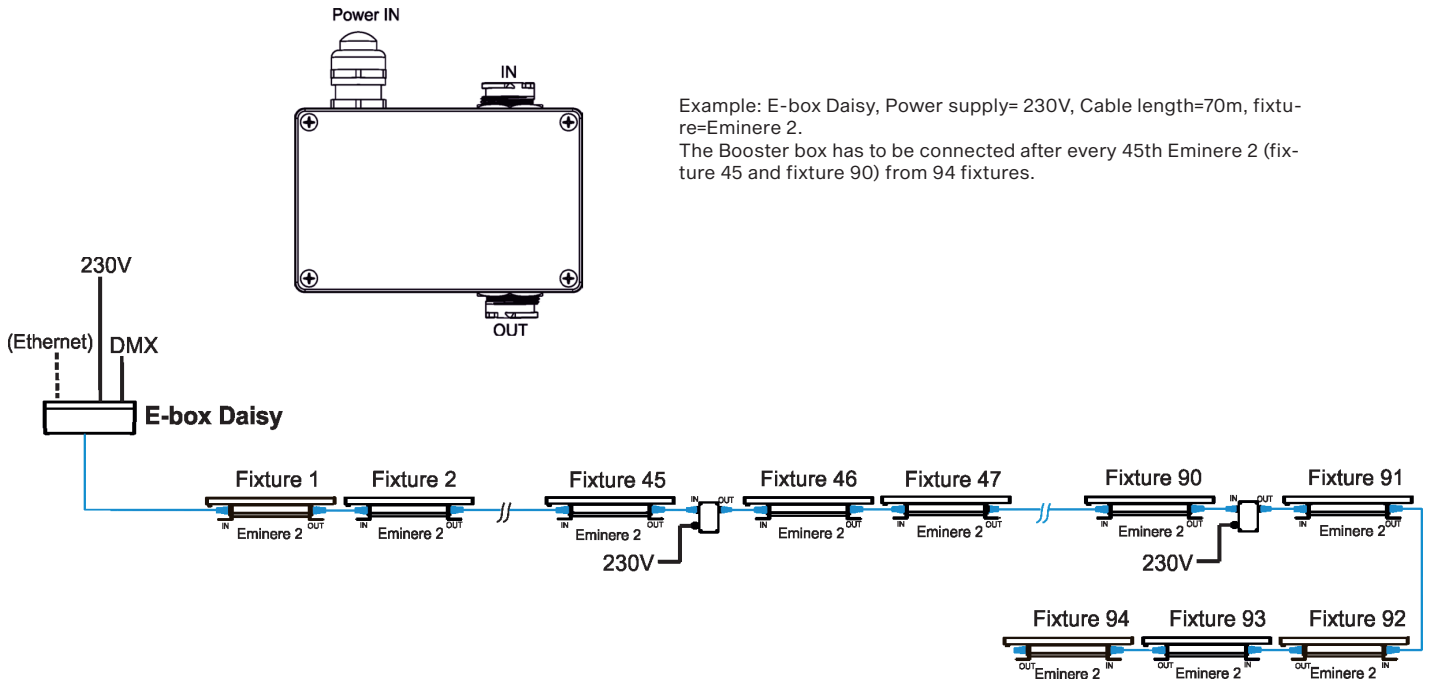 Power IN
IN
Example: E-box Daisy, Power supply= 230V, Cable length=70m, fixtu-
re=Eminere 2.
The Booster box has to be connected after every 45th Eminere 2 (fix-
ture 45 and fixture 90) from 94 fixtures.
OUT
230V
(Ethernet) DMX
E-box Daisy
Fixture 1 Fixture 2 Fixture 45 Fixture 46 Fixture 47 Fixture 90 Fixture 91
IN OUT IN OUT IN OUT IN OUT IN OUT IN OUT IN OUT IN OUT IN OUT
Eminere 2 Eminere 2 Eminere 2 Eminere 2 Eminere 2 Eminere 2 Eminere 2
230V 230V
Fixture 94 Fixture 93 Fixture 92
OUT IN OUT IN OUT IN
Eminere 2 Eminere 2 Eminere 2